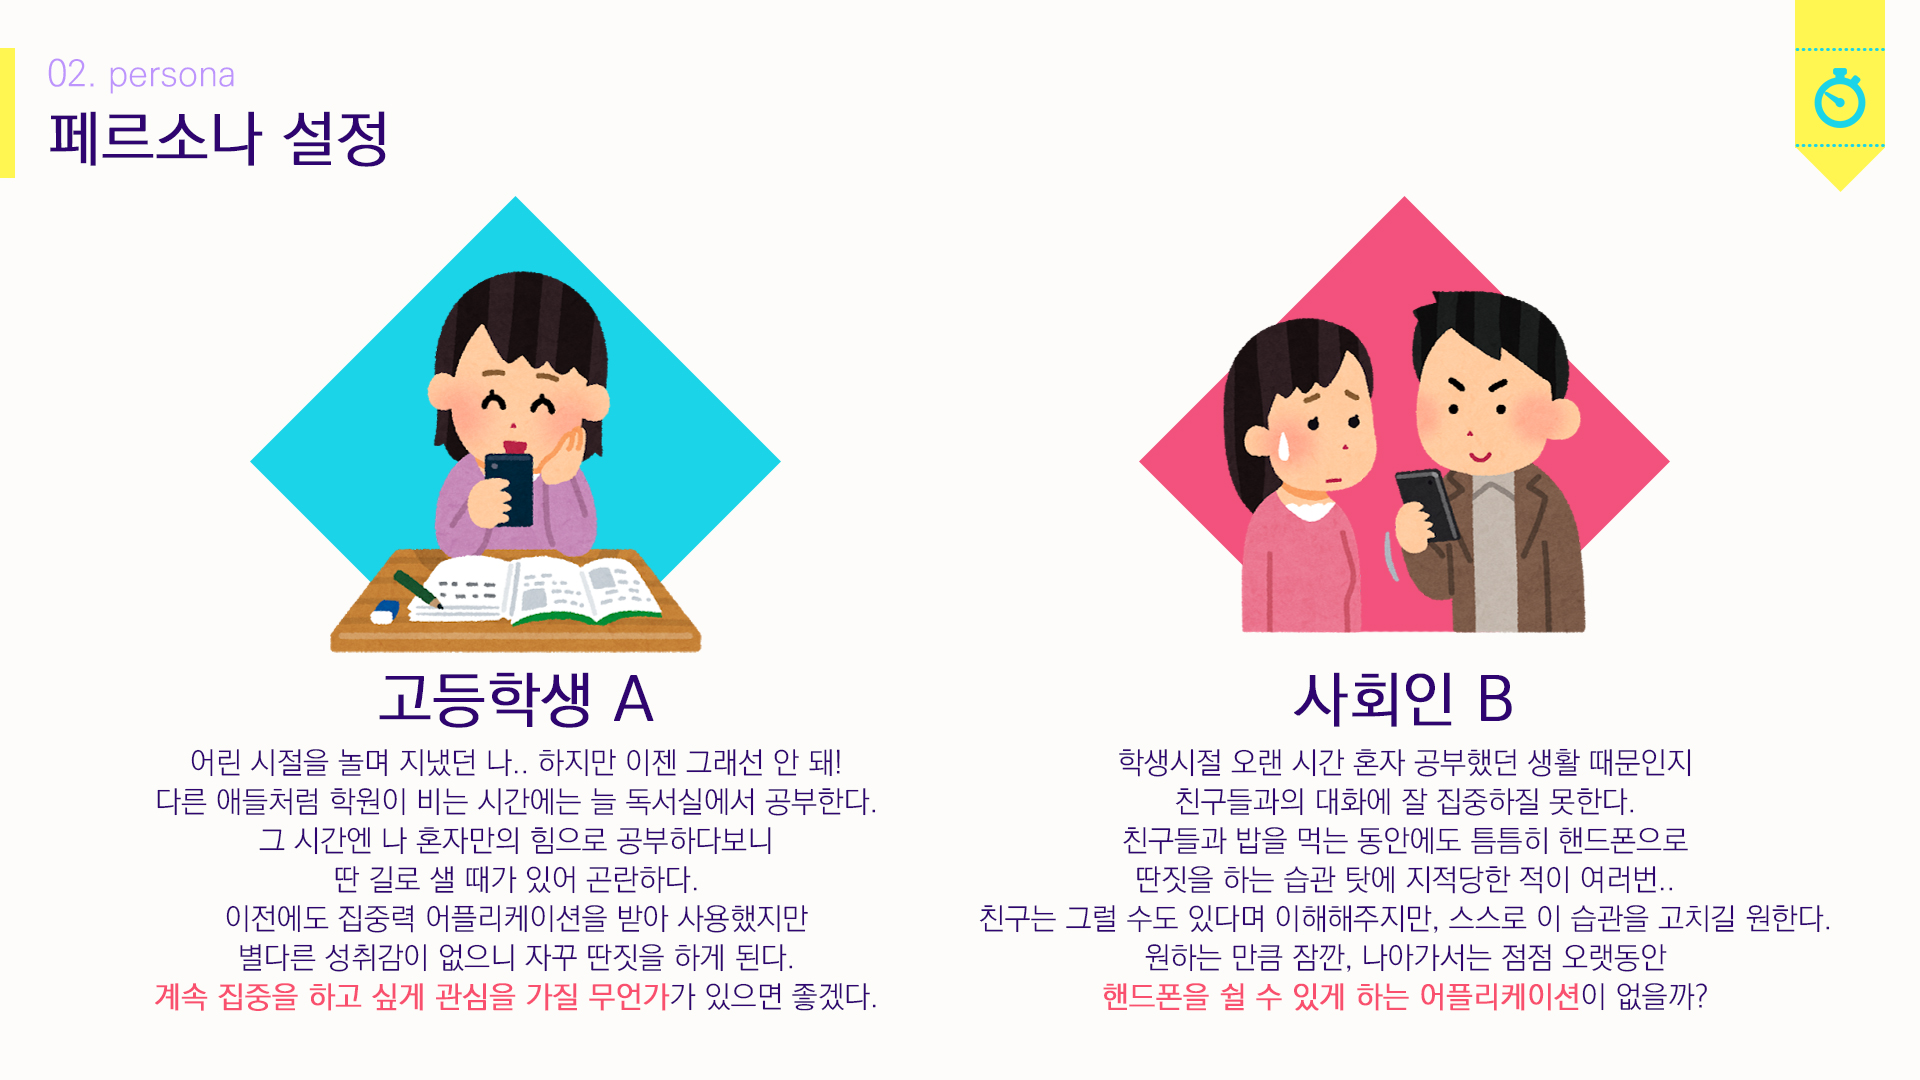 02. persona
페르소나 설정
고등학생 A
어린 시절을 놀며 지냈던 나.. 하지만 이젠 그래선 안 돼!
다른 애들처럼 학원이 비는 시간에는 늘 독서실에서 공부한다.
그 시간엔 나 혼자만의 힘으로 공부하다보니
딴 길로 샐 때가 있어 곤란하다.
이전에도 집중력 어플리케이션을 받아 사용했지만
별다른 성취감이 없으니 자꾸 딴짓을 하게 된다.
계속 집중을 하고 싶게 관심을 가질 무언가가 있으면 좋겠다.
사회인 B
학생시절 오랜 시간 혼자 공부했던 생활 때문인지
친구들과의 대화에 잘 집중하질 못한다.
친구들과 밥을 먹는 동안에도 틈틈히 핸드폰으로
딴짓을 하는 습관 탓에 지적당한 적이 여러번..
친구는 그럴 수도 있다며 이해해주지만, 스스로 이 습관을 고치길 원한다.
원하는 만큼 잠깐, 나아가서는 점점 오랫동안
핸드폰을 쉴 수 있게 하는 어플리케이션이 없을까?